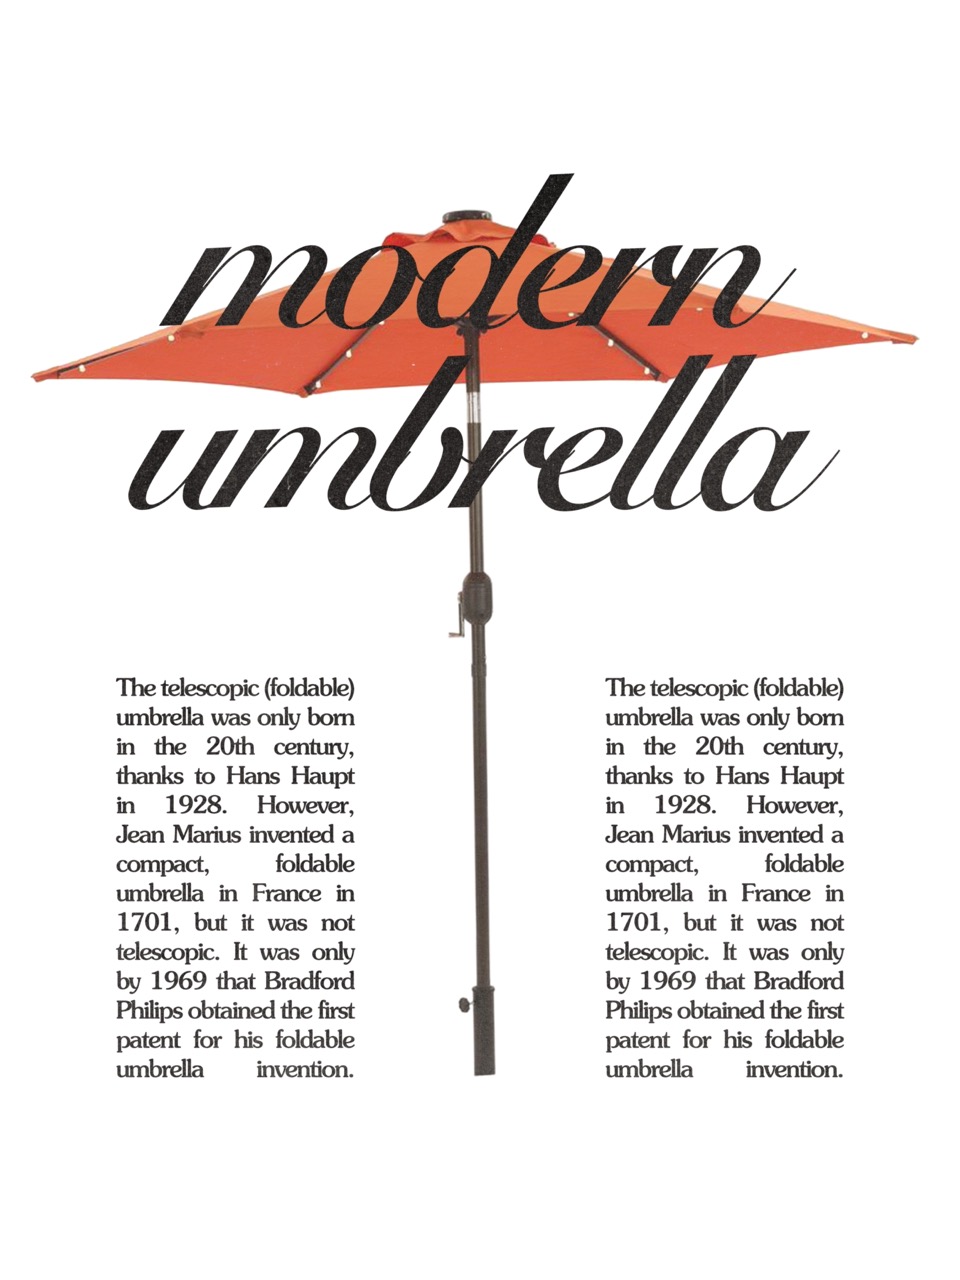 modern
umbrella
The telescopic (foldable)
umbrella was only born
in the 20th century,
thanks to Hans Haupt
in 1928. However,
Jean Marius invented a
compact, foldable
umbrella in France in
1701, but it was not
telescopic. It was only
by 1969 that Bradford
Philips obtained the first
patent for his foldable
umbrella invention.
The telescopic (foldable)
umbrella was only born
in the 20th century,
thanks to Hans Haupt
in 1928. However,
Jean Marius invented a
compact, foldable
umbrella in France in
1701, but it was not
telescopic. It was only
by 1969 that Bradford
Philips obtained the first
patent for his foldable
umbrella invention.